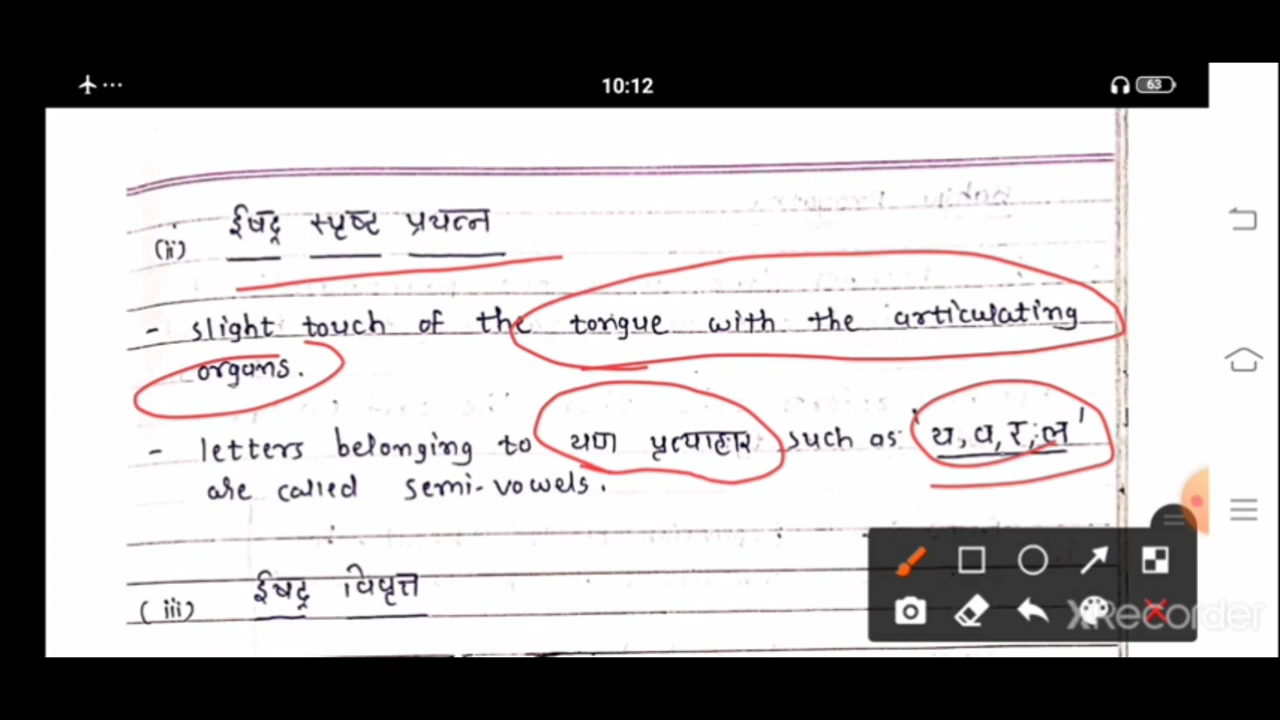 10:12
63
(ii) ईषद्र स्पृष्ट प्रयत्न
- slight touch of the tongue with the articulating
organs.
- letters belonging to यण प्रत्याहार such as 'य, व, र, ल'
are called semi-vowels.
(iii) ईषद्र विवृत्त
XRecorder